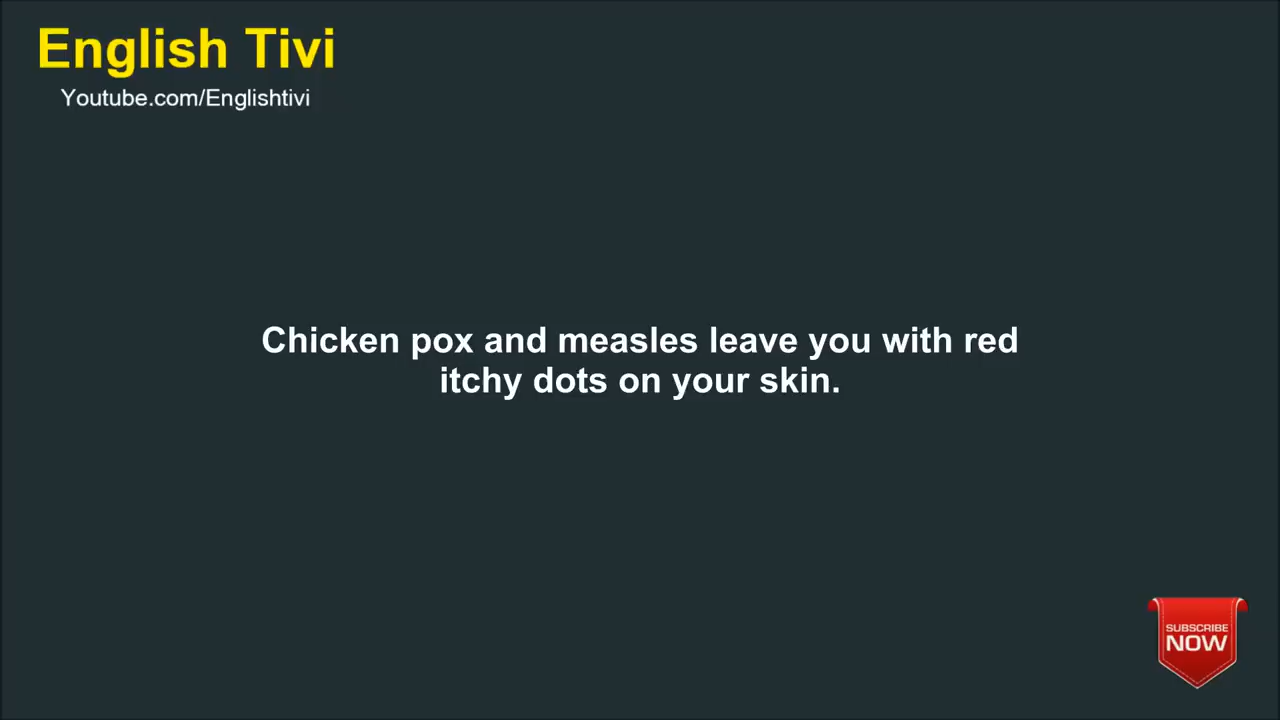 English Tivi
Youtube.com/Englishtivi
Chicken pox and measles leave you with red
itchy dots on your skin.
SUBSCRIBE
NOW